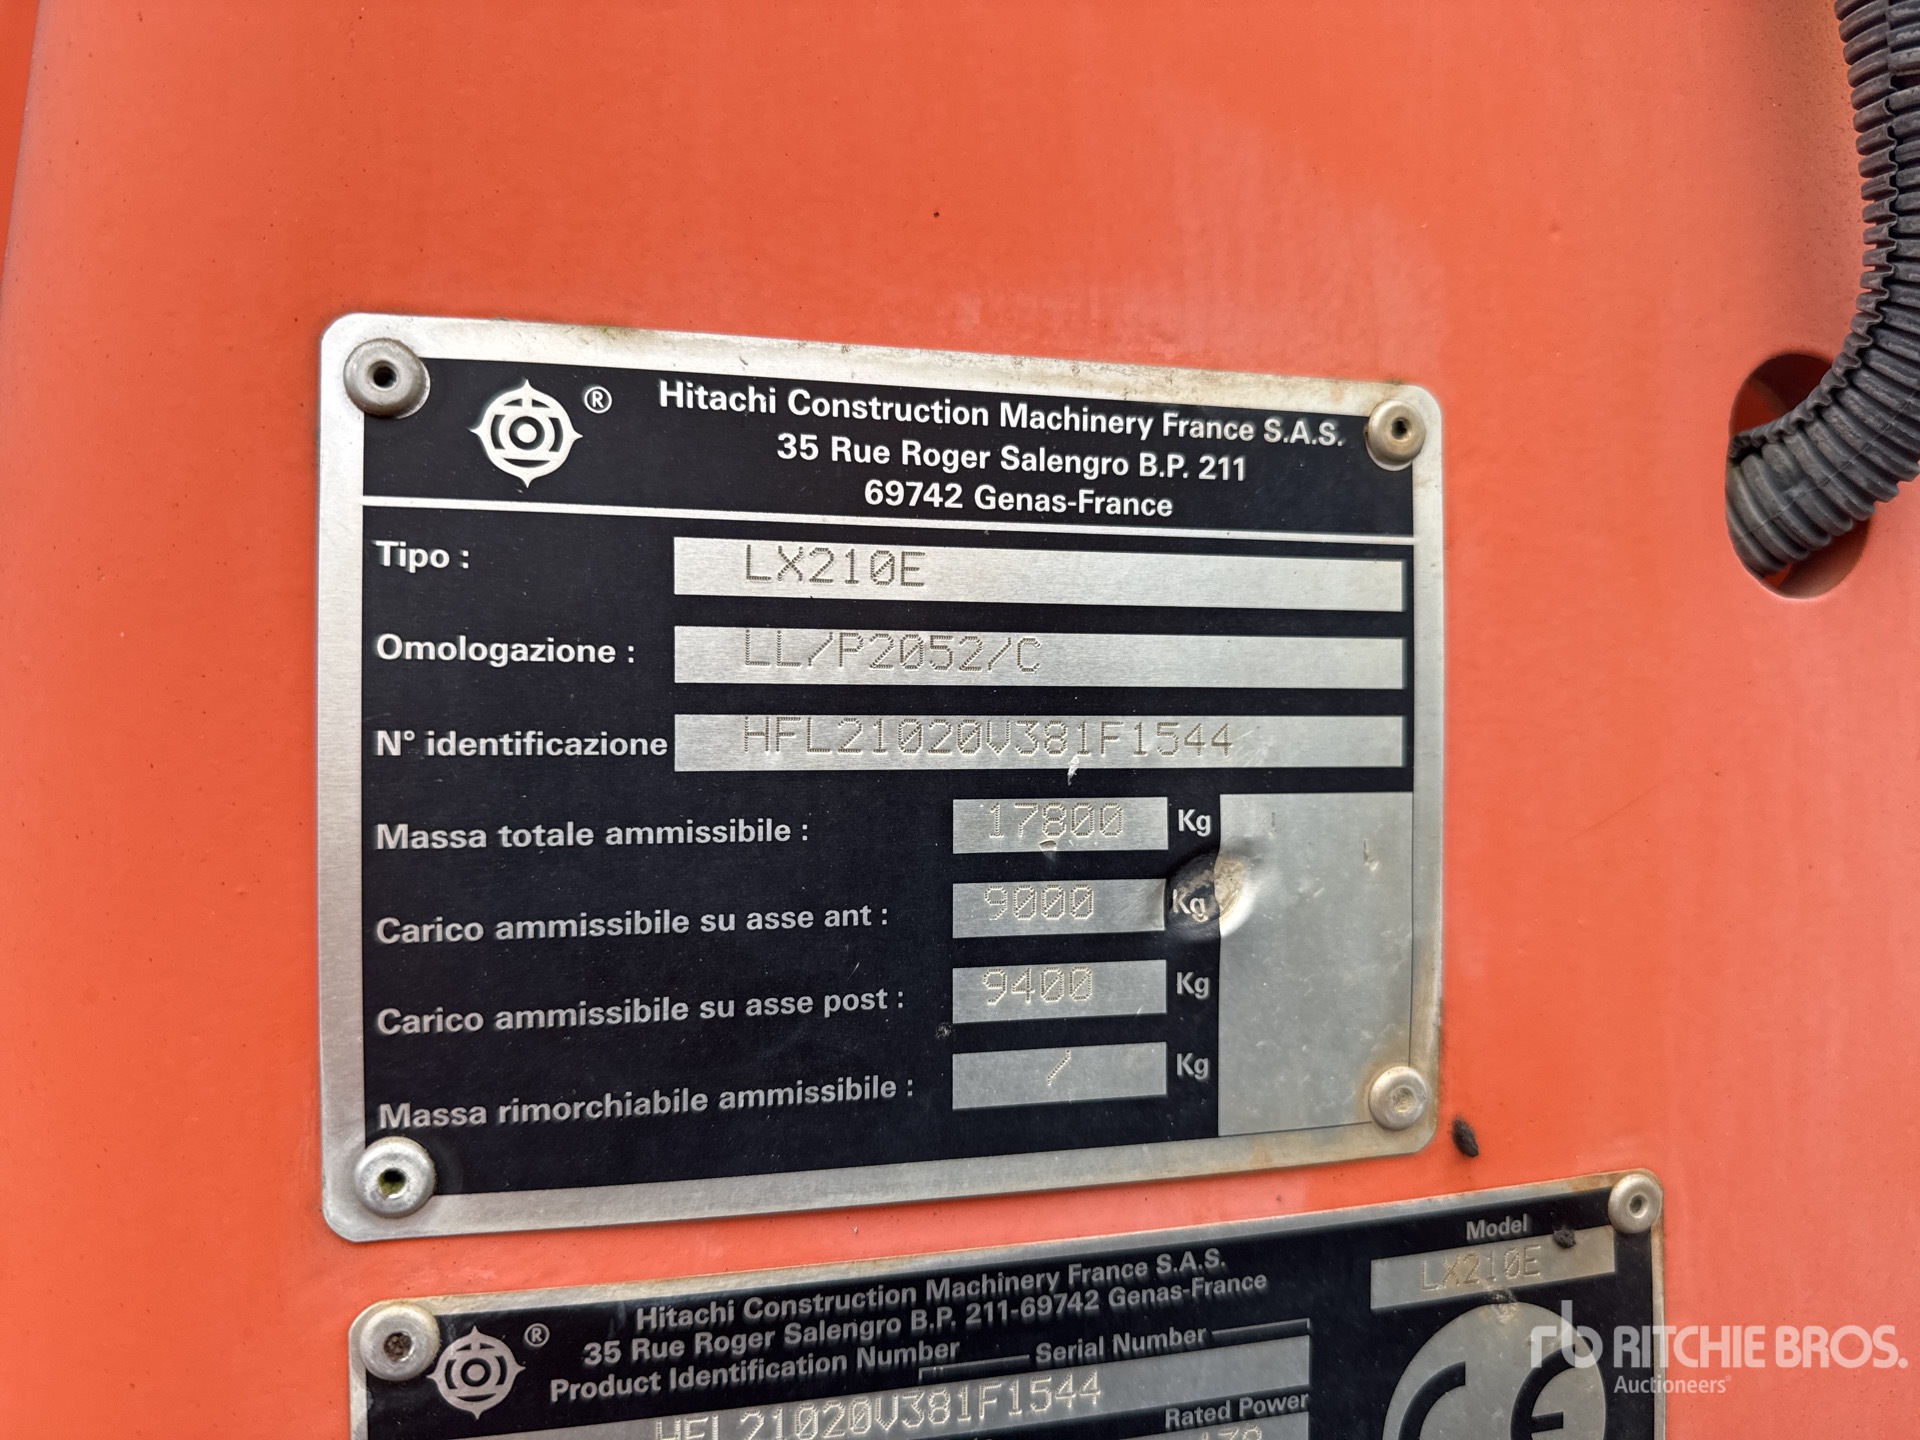 ® Hitachi Construction Machinery France S.A.S.
35 Rue Roger Salengro B.P. 211
69742 Genas-France
Tipo : LX210E
Omologazione : LL/P2052/C
N° identificazione HFL21020V381F1544
Massa totale ammissibile : 17800 Kg
Carico ammissibile su asse ant : 9000 Kg
Carico ammissibile su asse post : 9400 Kg
Massa rimorchiabile ammissibile : / Kg
Model
LX210E
® Hitachi Construction Machinery France S.A.S.
35 Rue Roger Salengro B.P. 211-69742 Genas-France
Product Identification Number Serial Number
HFL21020V381F1544
Rated Power
CE
rb RITCHIE BROS.
Auctioneers